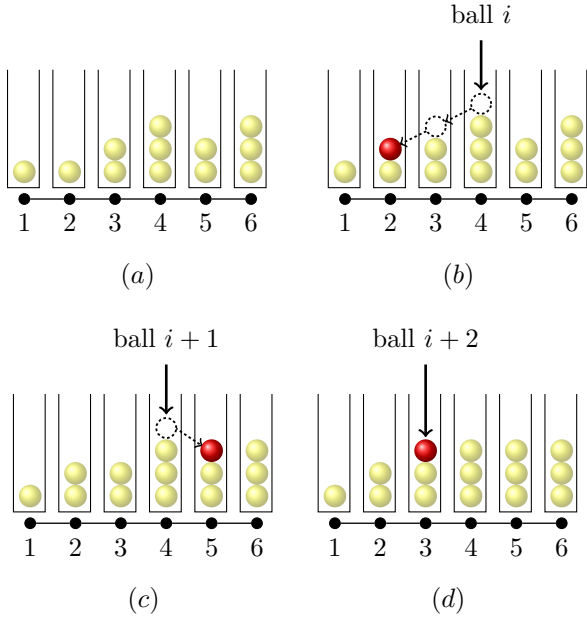 ball i
1 2 3 4 5 6
1 2 3 4 5 6
(a)
(b)
ball i + 1
ball i + 2
1 2 3 4 5 6
1 2 3 4 5 6
(c)
(d)